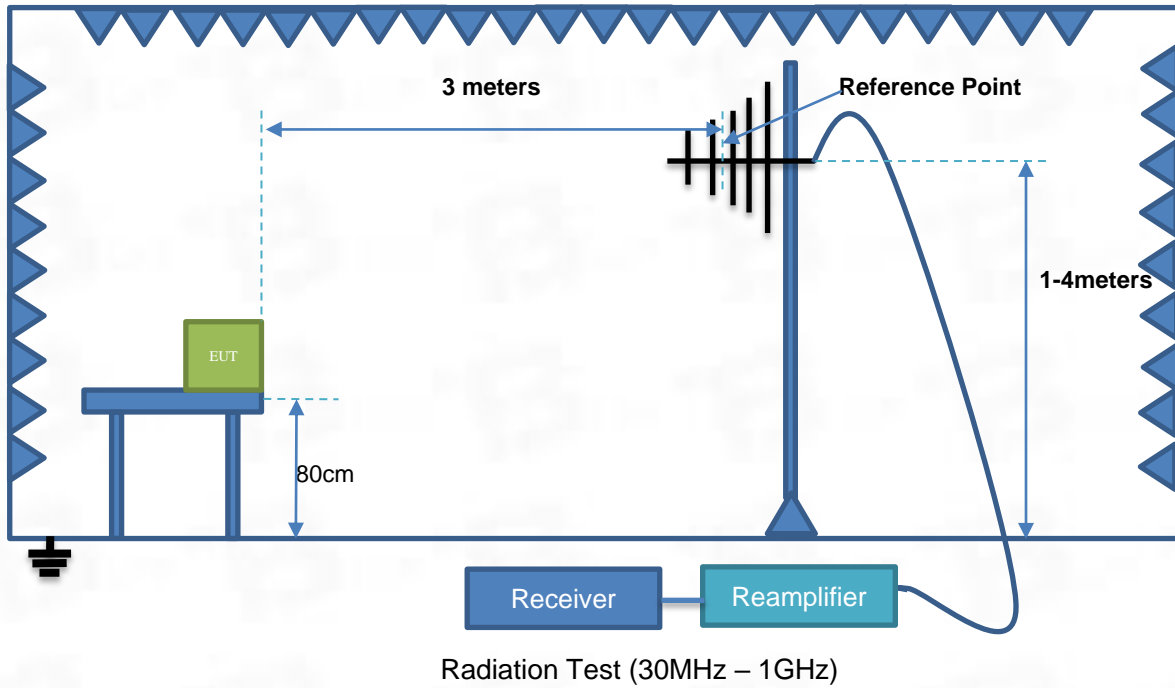 3 meters
Reference Point
1-4meters
EUT
80cm
Receiver
Reamplifier
Radiation Test (30MHz – 1GHz)